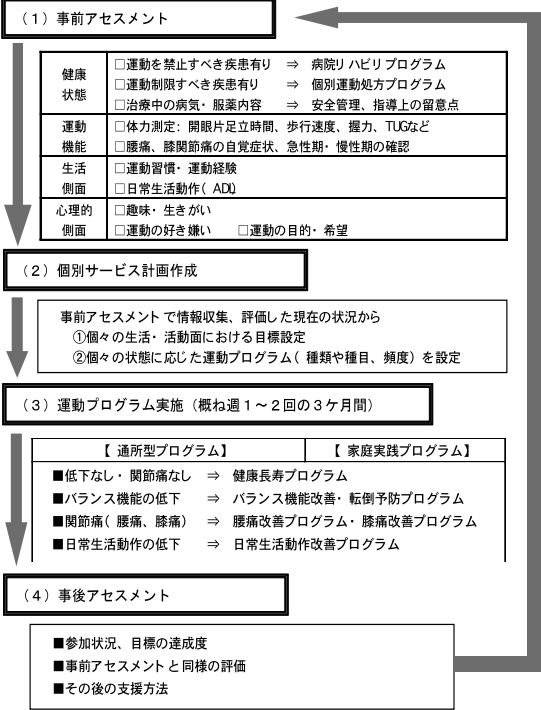 （１）事前アセスメント
健康
状態
□運動を禁止すべき疾患有り ⇒ 病院リハビリプログラム
□運動制限すべき疾患有り ⇒ 個別運動処方プログラム
□治療中の病気・服薬内容 ⇒ 安全管理、指導上の留意点
運動
機能
□体力測定：開眼片足立時間、歩行速度、握力、TUGなど
□腰痛、膝関節痛の自覚症状、急性期・慢性期の確認
生活
側面
□運動習慣・運動経験
□日常生活動作（ADL）
心理的
側面
□趣味・生きがい
□運動の好き嫌い □運動の目的・希望
（２）個別サービス計画作成
事前アセスメントで情報収集、評価した現在の状況から
①個々の生活・活動面における目標設定
②個々の状態に応じた運動プログラム（種類や種目、頻度）を設定
（３）運動プログラム実施（概ね週１～２回の３ケ月間）
【通所型プログラム】 【家庭実践プログラム】
■低下なし・関節痛なし ⇒ 健康長寿プログラム
■バランス機能の低下 ⇒ バランス機能改善・転倒予防プログラム
■関節痛（腰痛、膝痛） ⇒ 腰痛改善プログラム・膝痛改善プログラム
■日常生活動作の低下 ⇒ 日常生活動作改善プログラム
（４）事後アセスメント
■参加状況、目標の達成度
■事前アセスメントと同様の評価
■その後の支援方法